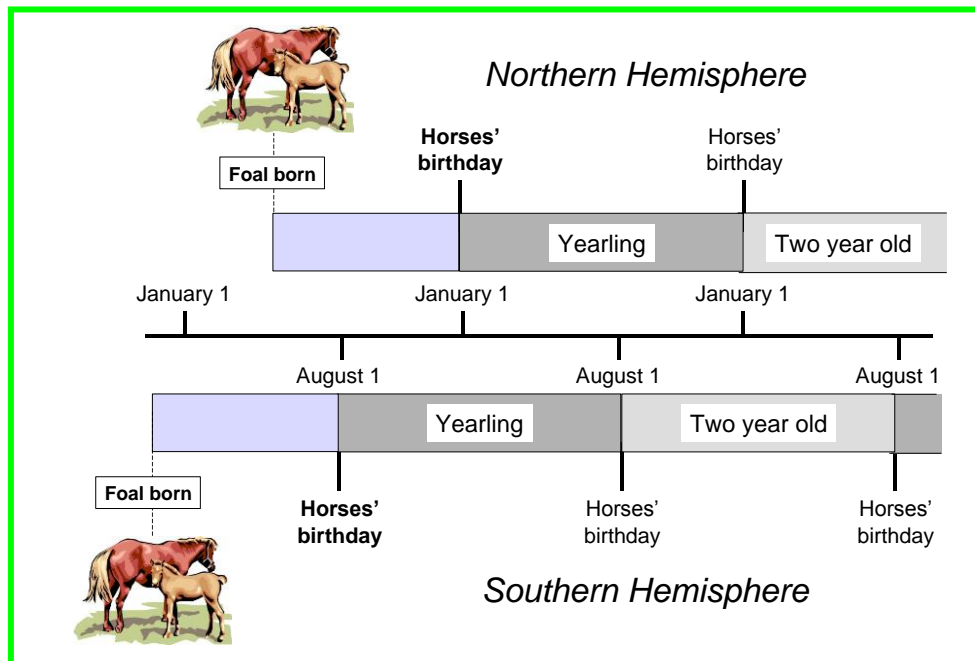 Northern Hemisphere
Horses’
birthday
Horses’
birthday
Foal born
Yearling
Two year old
January 1
January 1
January 1
August 1
August 1
August 1
Yearling
Two year old
Foal born
Horses’
birthday
Horses’
birthday
Horses’
birthday
Southern Hemisphere